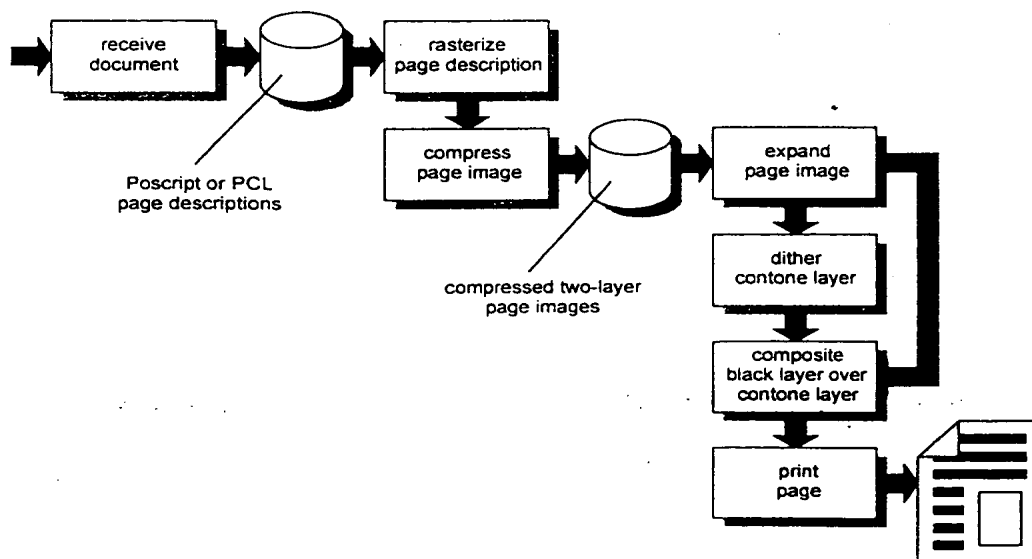 receive
document
rasterize
page description
compress
page image
Poscript or PCL
page descriptions
expand
page image
compressed two-layer
page images
dither
contone layer
composite
black layer over
contone layer
print
page